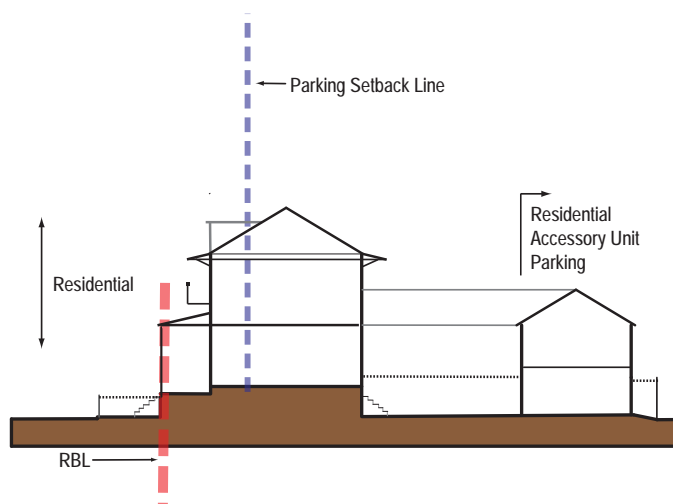 Parking Setback Line
Residential
Accessory Unit
Parking
Residential
RBL